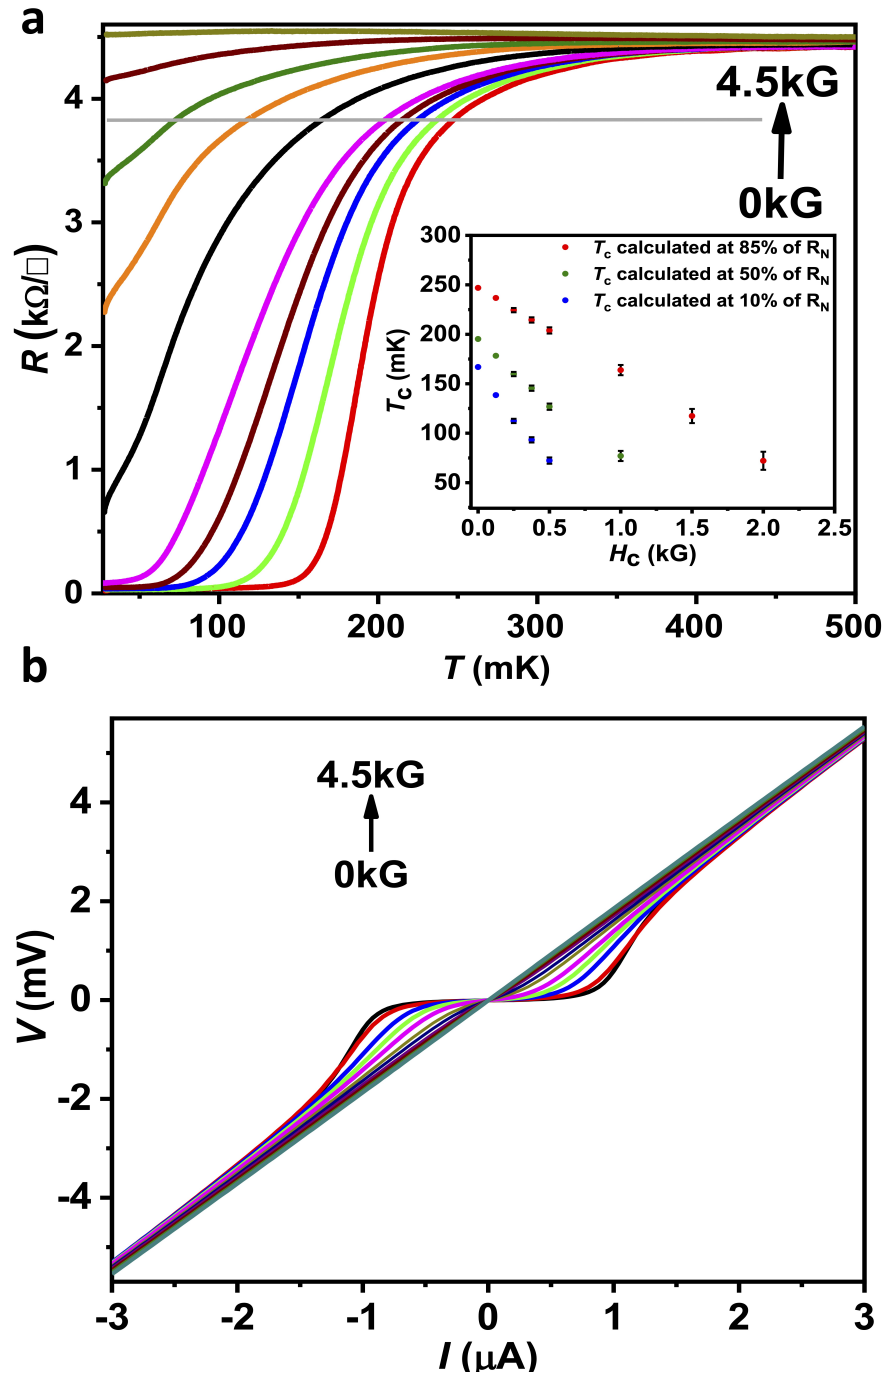 a
R (kΩ/□)
4
3
2
1
0
4.5kG
0kG
300
250
200
150
100
50
Tc (mK)
Tc calculated at 85% of RN
Tc calculated at 50% of RN
Tc calculated at 10% of RN
0.0 0.5 1.0 1.5 2.0 2.5
Hc (kG)
100 200 300 400 500
T (mK)
b
V (mV)
4
2
0
-2
-4
4.5kG
0kG
-3 -2 -1 0 1 2 3
I (μA)